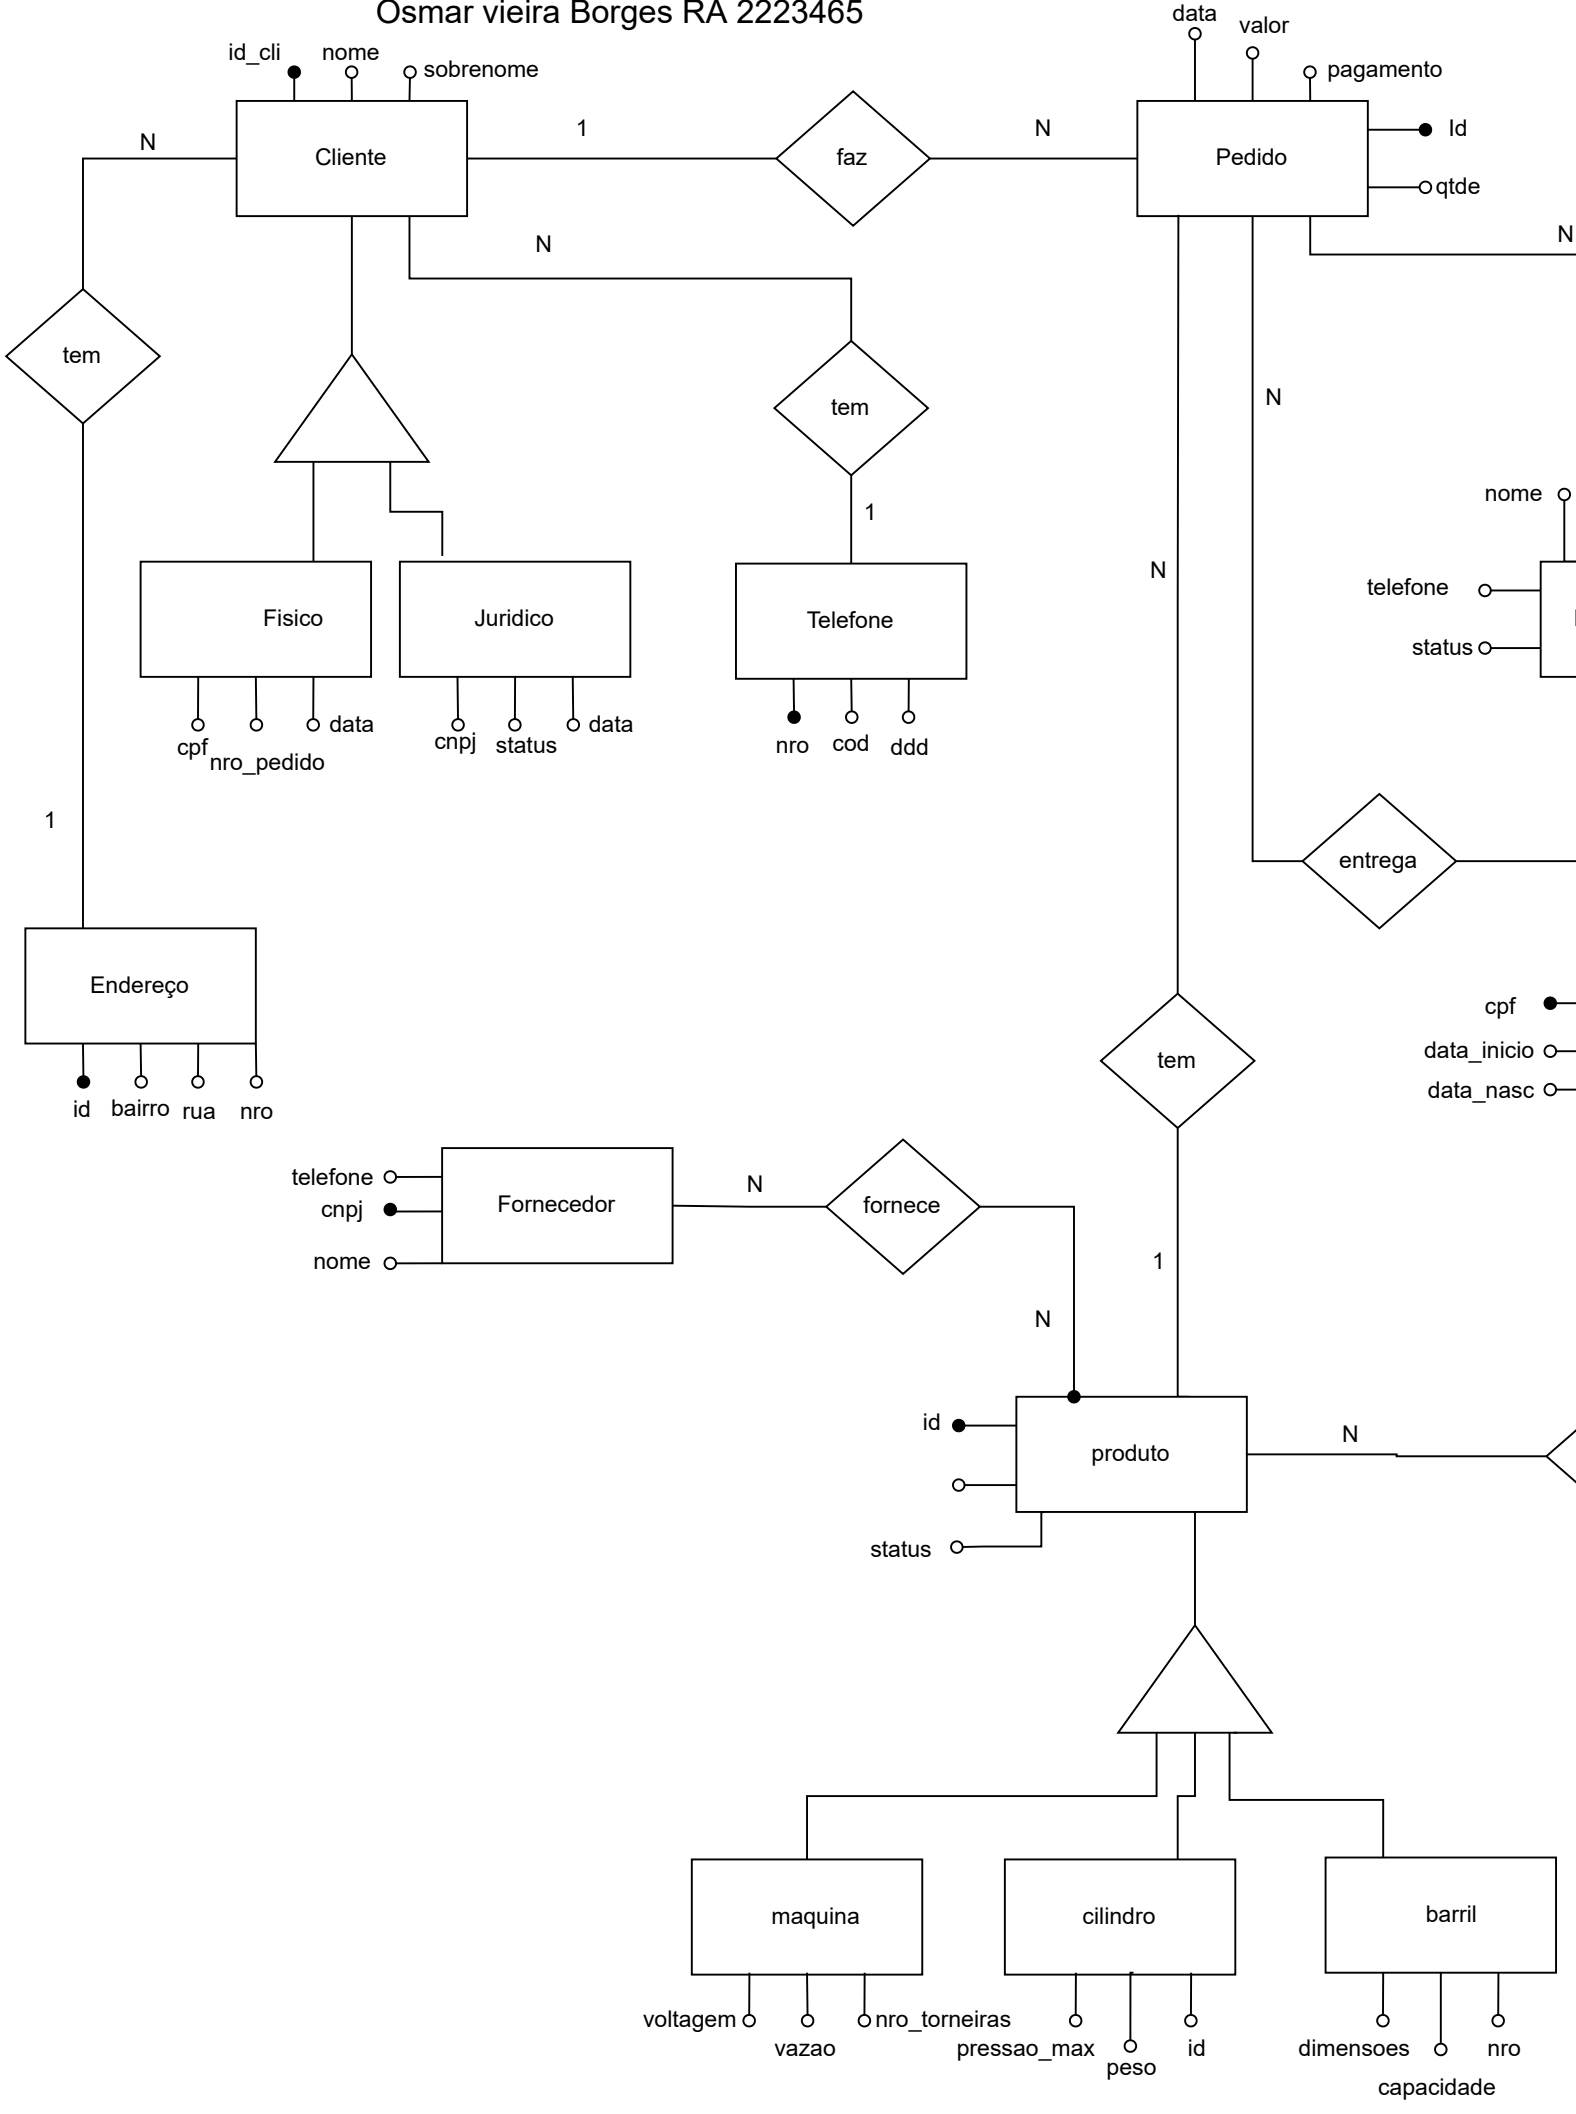 Osmar vieira Borges RA 2223465
data
valor
id_cli
nome
sobrenome
pagamento
N
Cliente
1
faz
N
Pedido
Id
qtde
N
N
tem
tem
N
1
nome
telefone
status
N
Fisico
Juridico
Telefone
cpf
nro_pedido
data
cnpj
status
data
nro
cod
ddd
1
entrega
Endereço
id
bairro
rua
nro
cpf
data_inicio
data_nasc
tem
telefone
cnpj
nome
Fornecedor
N
fornece
N
1
id
produto
N
status
maquina
cilindro
barril
voltagem
vazao
nro_torneiras
pressao_max
peso
id
dimensoes
capacidade
nro